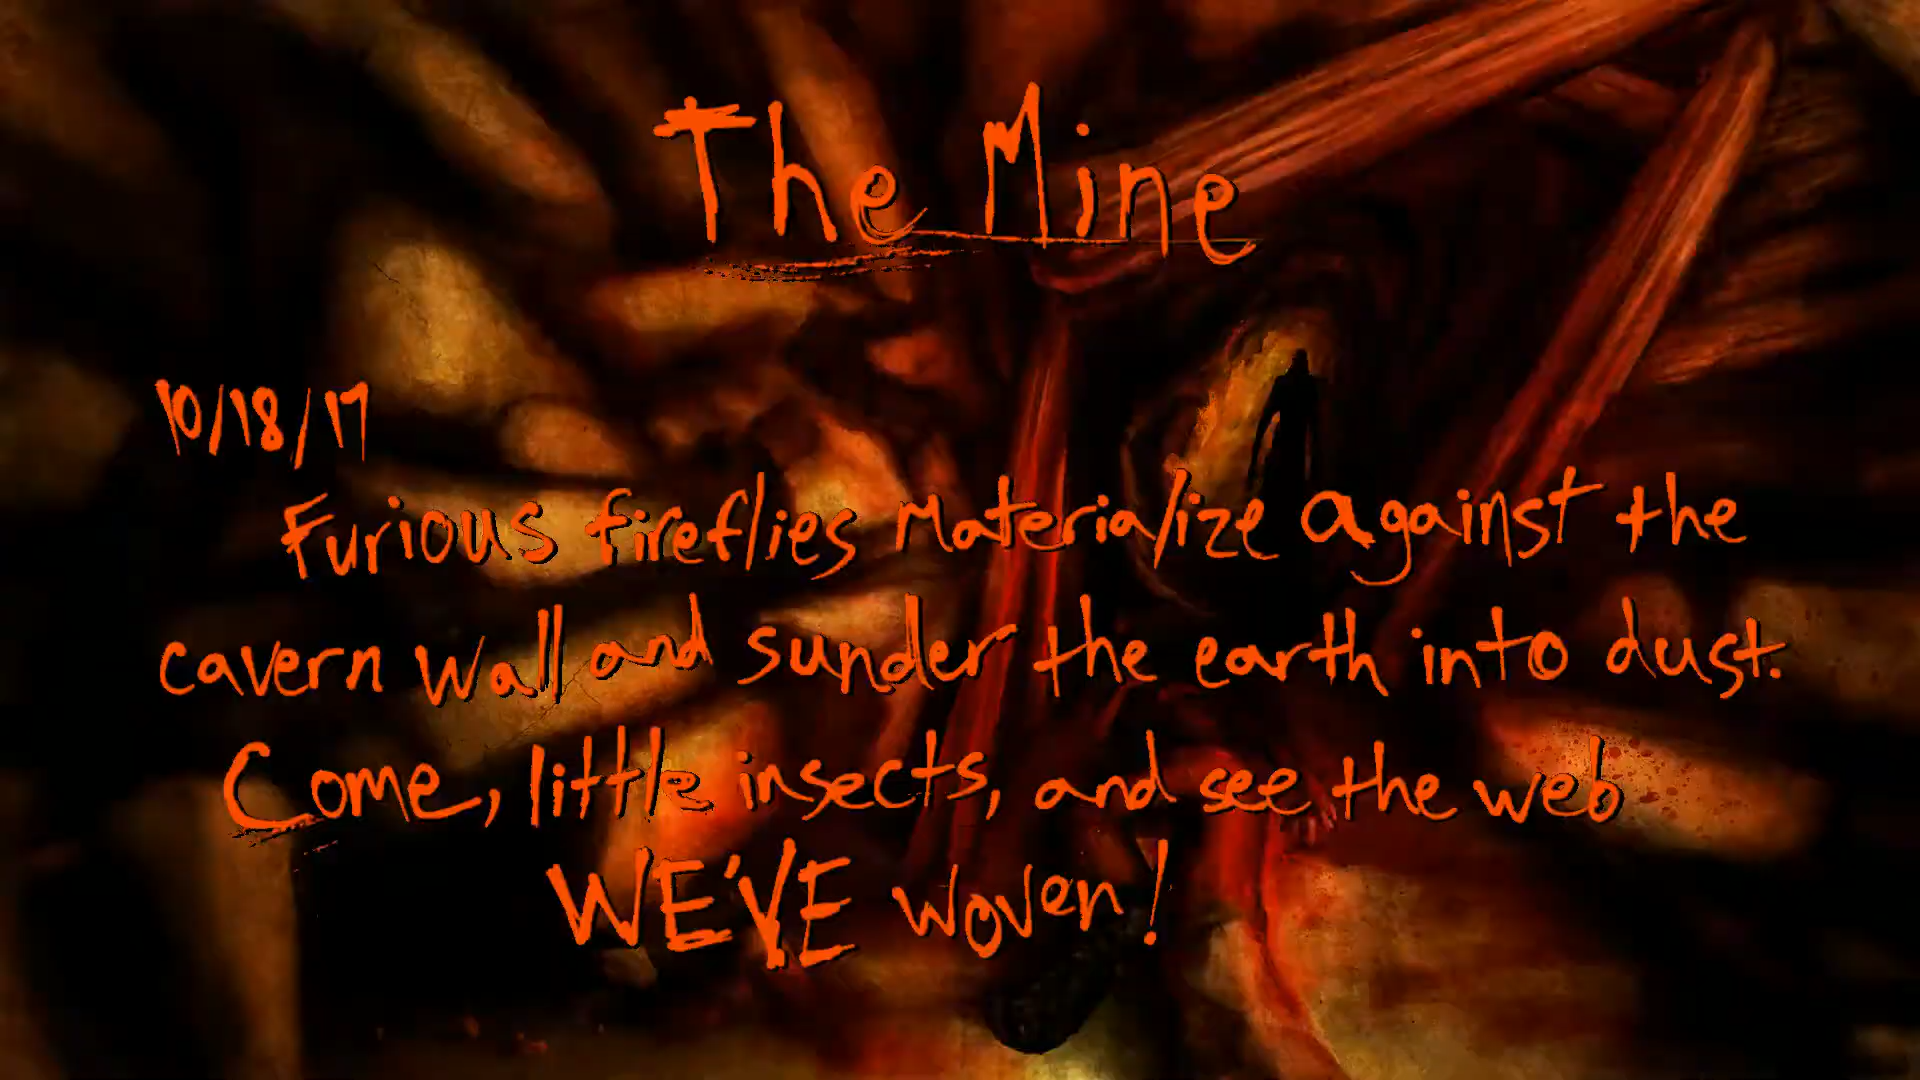 The Mine
10/18/17
Furious fireflies Materialize against the
cavern wall and sunder the earth into dust.
Come, little insects, and see the web
WE'VE woven!